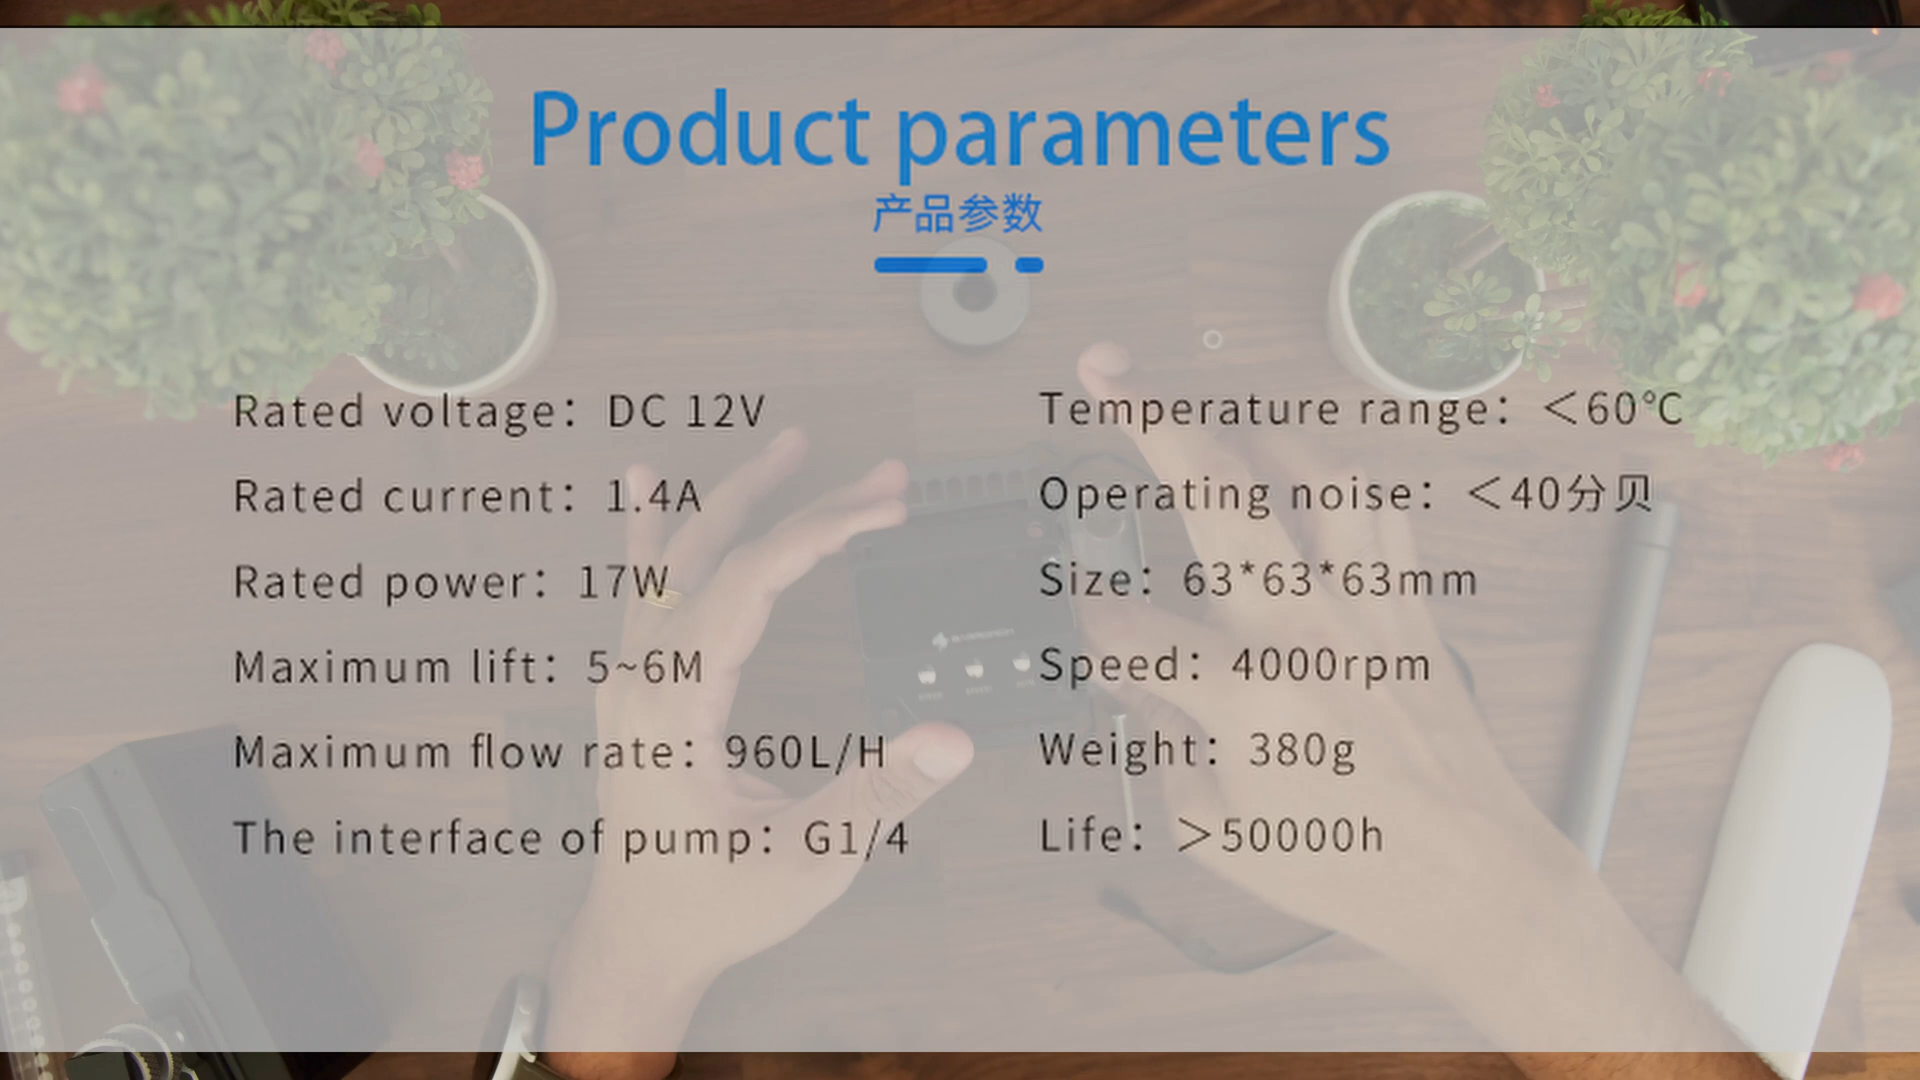 Product parameters
产品参数
Rated voltage：DC 12V
Rated current：1.4A
Rated power：17W
Maximum lift：5~6M
Maximum flow rate：960L/H
The interface of pump：G1/4
Temperature range：＜60℃
Operating noise：＜40分贝
Size：63*63*63mm
Speed：4000rpm
Weight：380g
Life：＞50000h